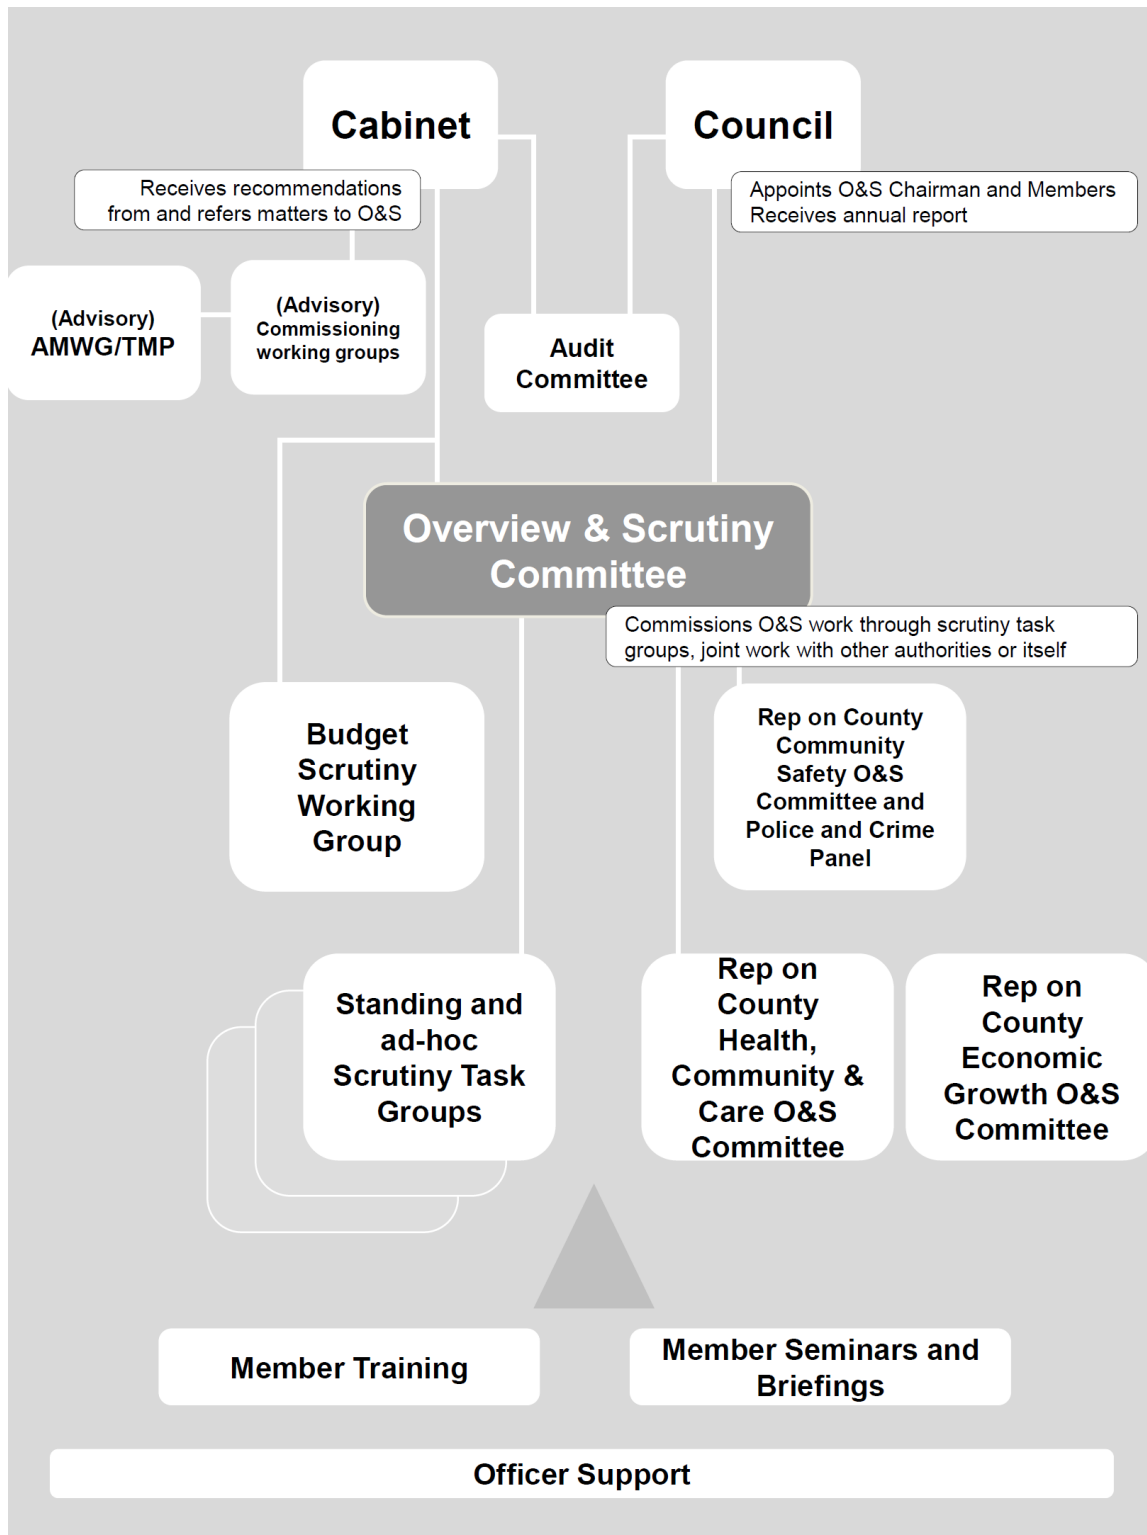 Cabinet
Council
Receives recommendations
from and refers matters to O&S
Appoints O&S Chairman and Members
Receives annual report
(Advisory)
AMWG/TMP
(Advisory)
Commissioning
working groups
Audit
Committee
Overview & Scrutiny
Committee
Commissions O&S work through scrutiny task
groups, joint work with other authorities or itself
Budget
Scrutiny
Working
Group
Rep on County
Community
Safety O&S
Committee and
Police and Crime
Panel
Standing and
ad-hoc
Scrutiny Task
Groups
Rep on
County
Health,
Community &
Care O&S
Committee
Rep on
County
Economic
Growth O&S
Committee
Member Training
Member Seminars and
Briefings
Officer Support